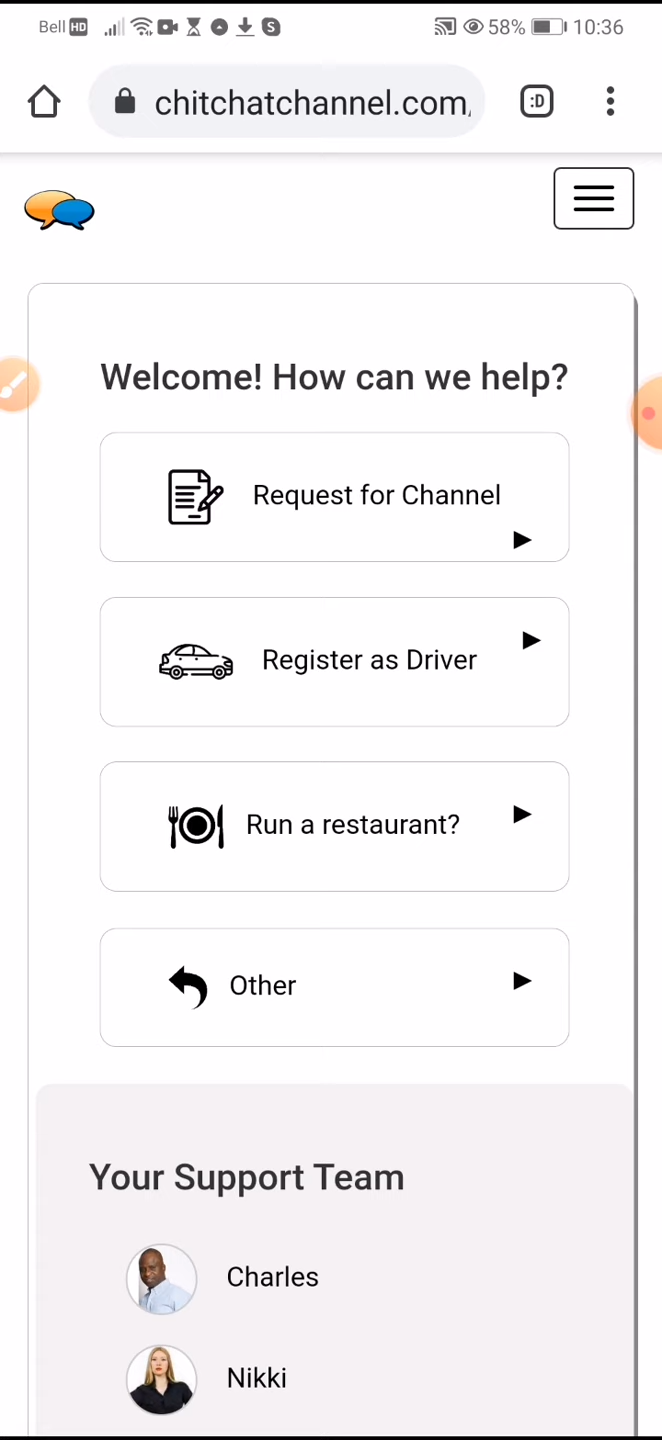 Bell HD 58% 10:36
chitchatchannel.com, :D
Welcome! How can we help?
Request for Channel
Register as Driver
Run a restaurant?
Other
Your Support Team
Charles
Nikki